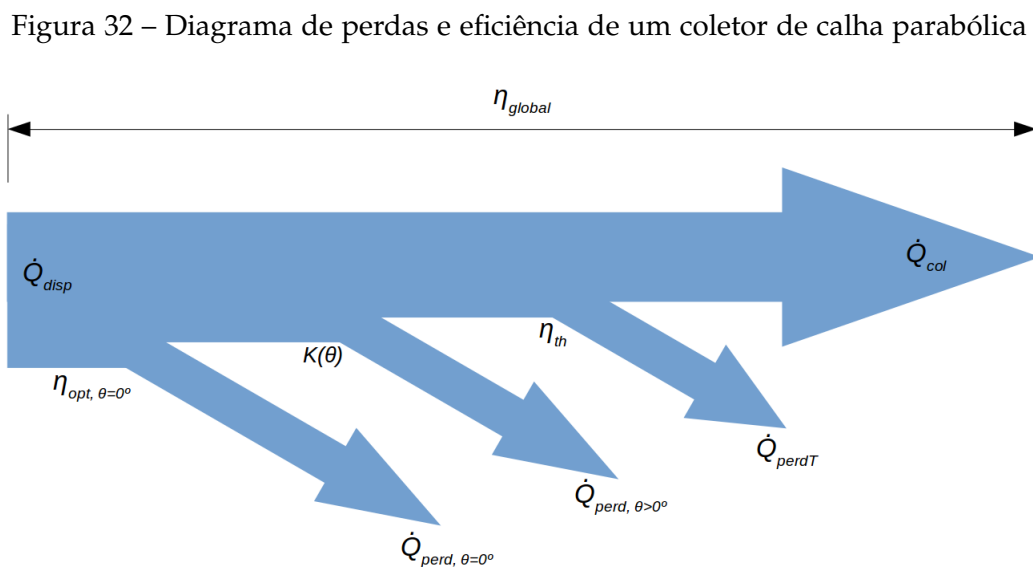 Figura 32 – Diagrama de perdas e eficiência de um coletor de calha parabólica
η_global
Q̇_disp
Q̇_col
η_th
K(θ)
η_opt, θ=0º
Q̇_perdT
Q̇_perd, θ>0º
Q̇_perd, θ=0º